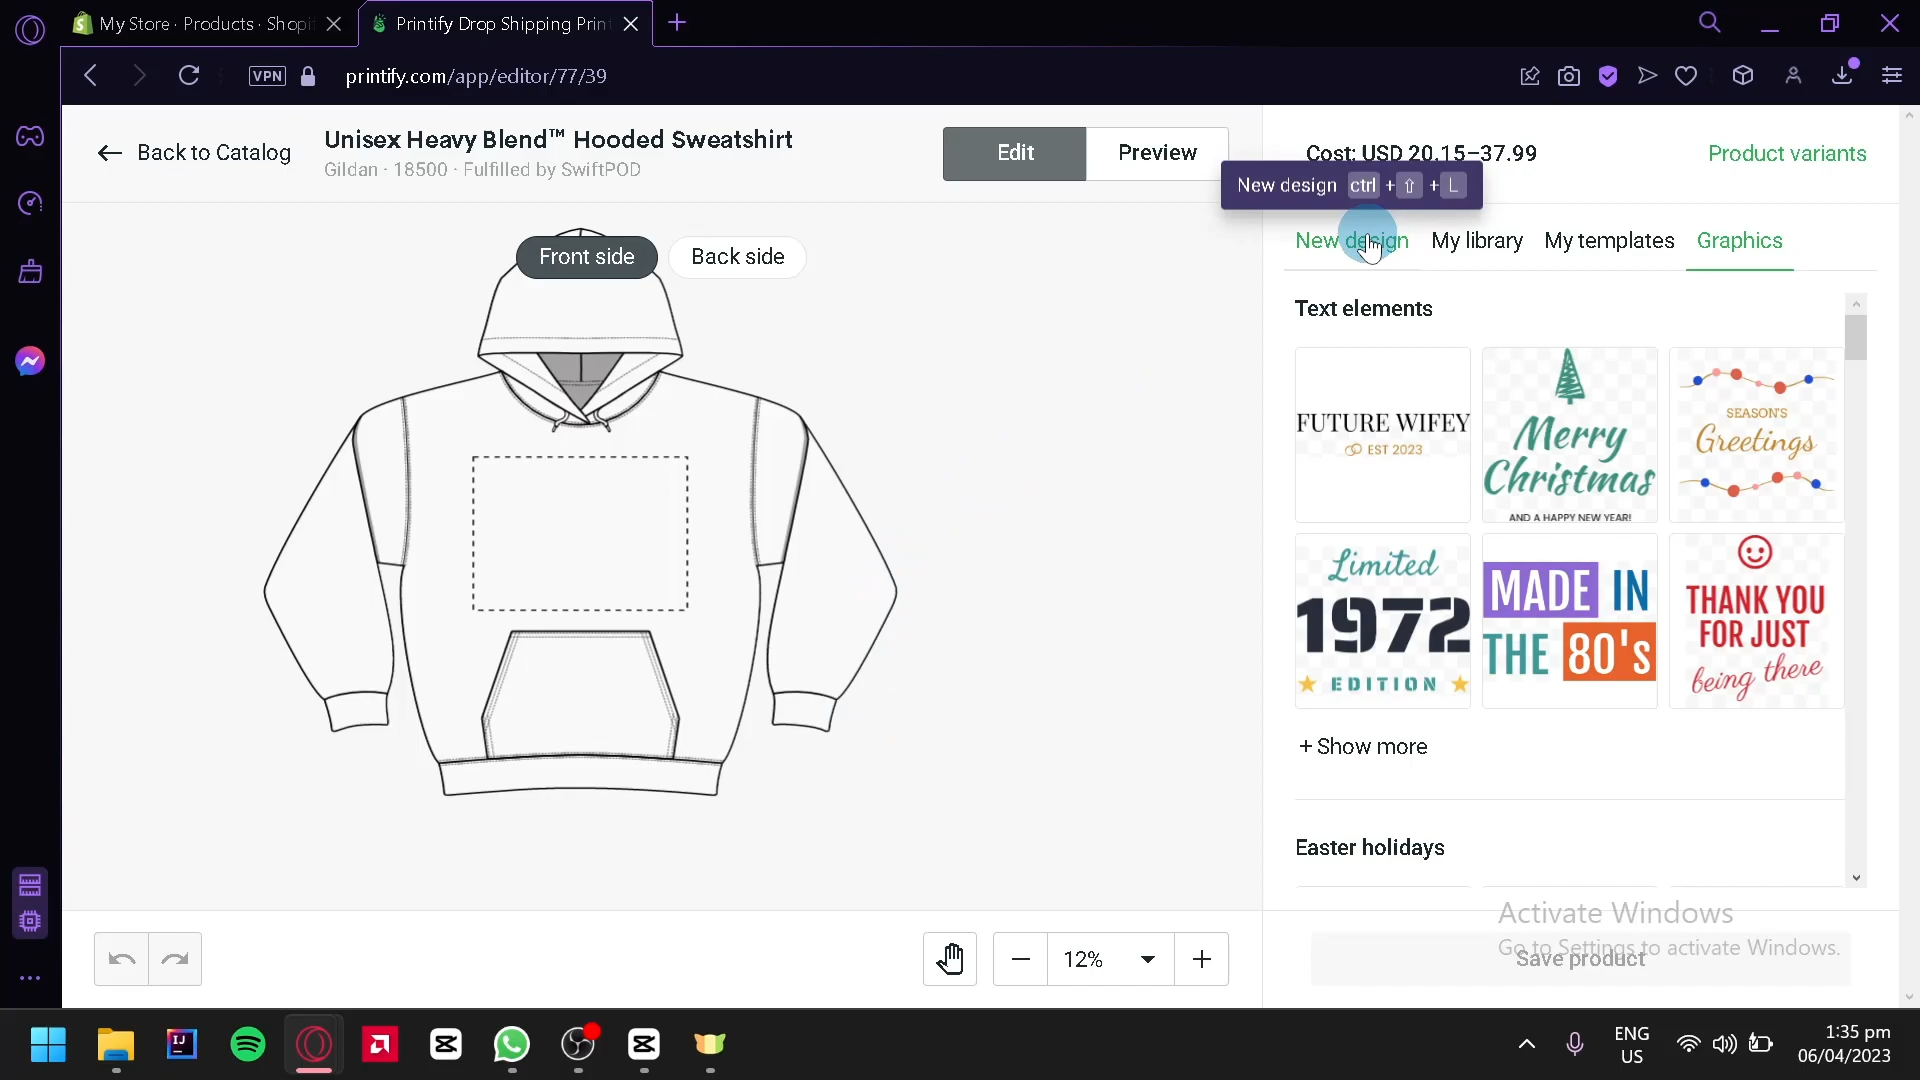 My Store · Products · Shopi
Printify Drop Shipping Prin
VPN
printify.com/app/editor/77/39
Back to Catalog
Unisex Heavy Blend™ Hooded Sweatshirt
Gildan · 18500 · Fulfilled by SwiftPOD
Edit
Preview
Cost: USD 20.15–37.99
Product variants
New design ctrl + ⇧ + L
New design
My library
My templates
Graphics
Front side
Back side
Text elements
FUTURE WIFEY
EST 2023
Merry
Christmas
AND A HAPPY NEW YEAR!
SEASON'S
Greetings
Limited
1972
EDITION
MADE IN
THE 80's
THANK YOU
FOR JUST
being there
+ Show more
Easter holidays
Activate Windows
Go to Settings to activate Windows.
Save product
12%
IJ
ENG
US
1:35 pm
06/04/2023